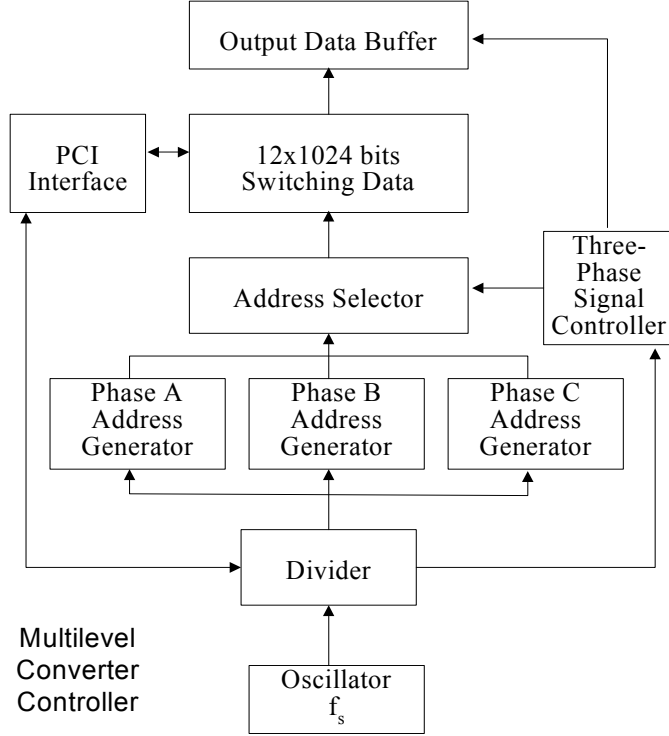 Output Data Buffer
PCI
Interface
12x1024 bits
Switching Data
Three-
Phase
Signal
Controller
Address Selector
Phase A
Address
Generator
Phase B
Address
Generator
Phase C
Address
Generator
Divider
Multilevel
Converter
Controller
Oscillator
fs